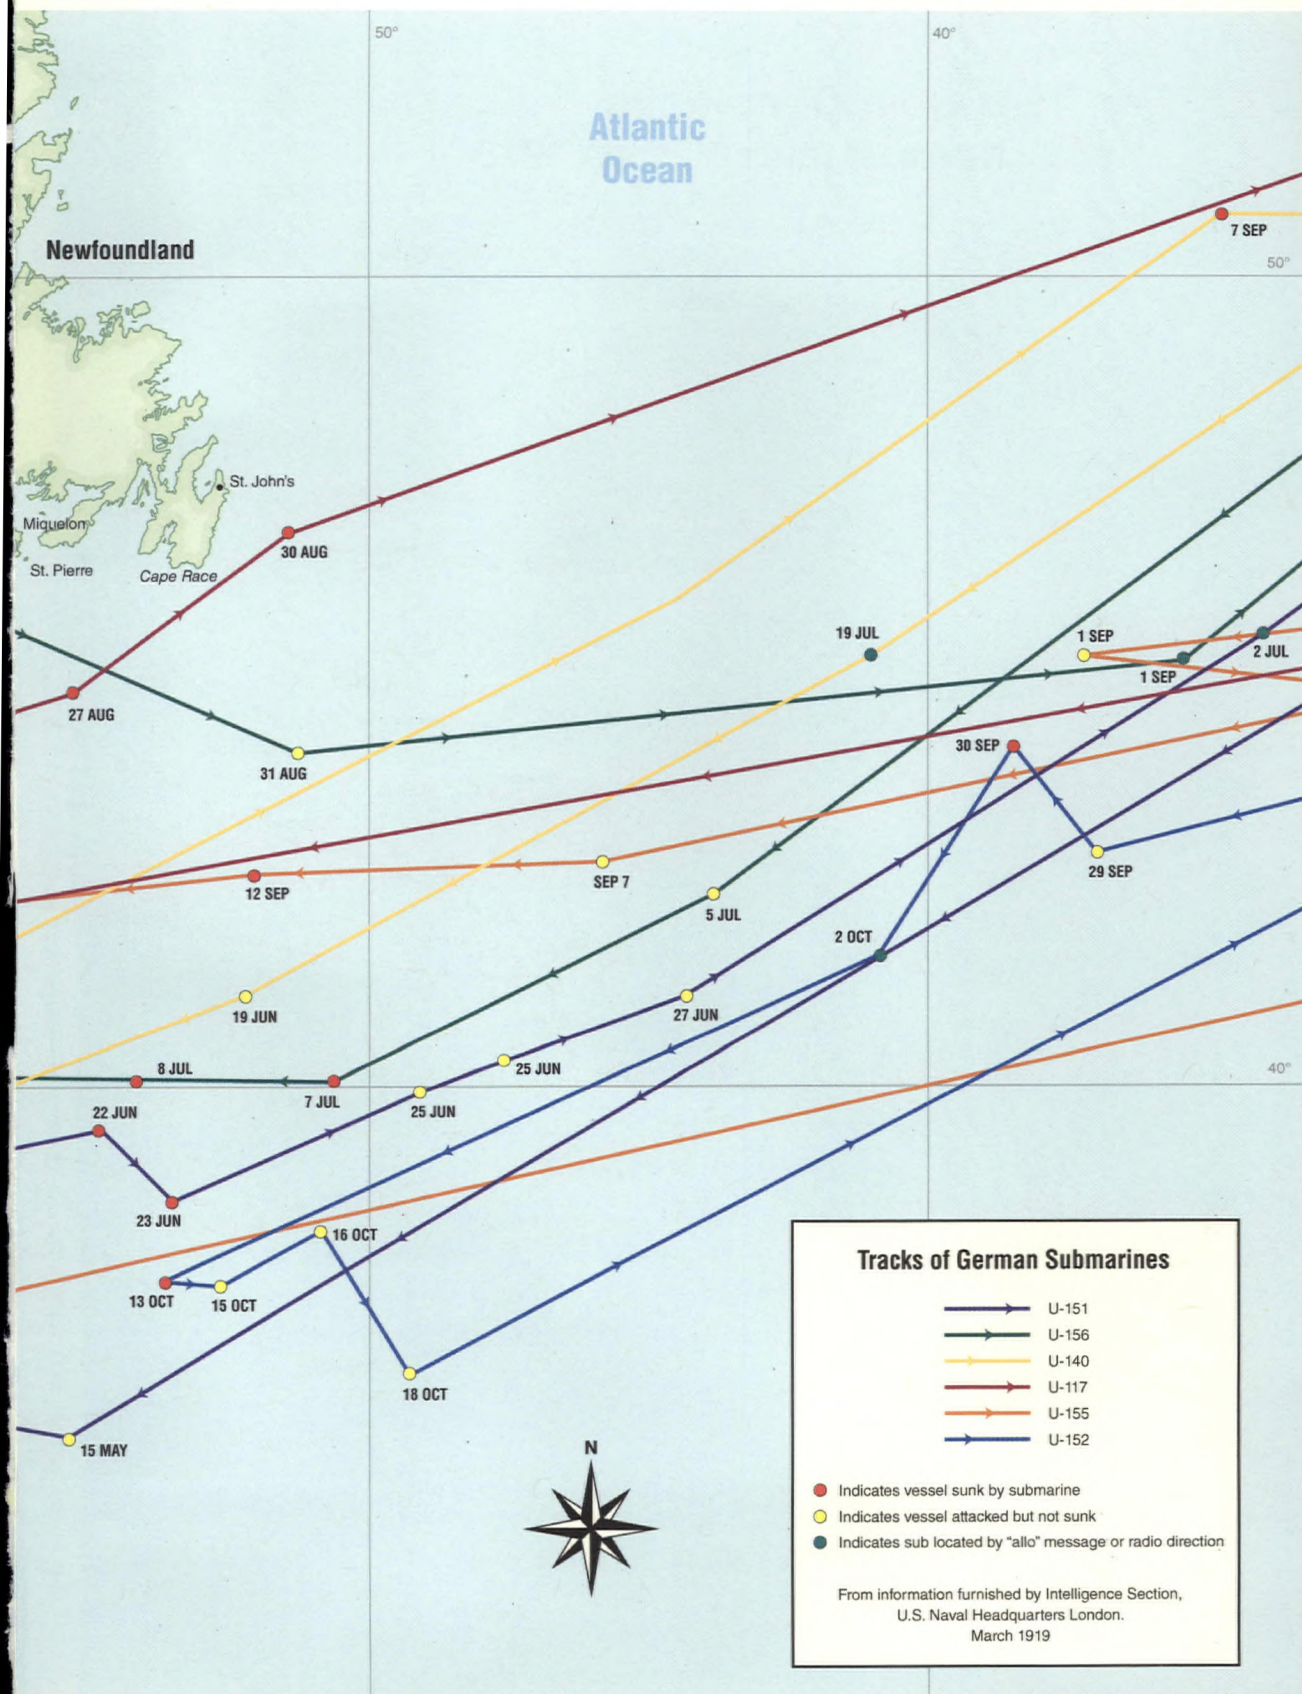 50°
40°
Atlantic
Ocean
7 SEP
Newfoundland
50°
St. John's
Miquelon
30 AUG
St. Pierre
Cape Race
19 JUL
1 SEP
2 JUL
1 SEP
27 AUG
30 SEP
31 AUG
SEP 7
12 SEP
29 SEP
5 JUL
2 OCT
19 JUN
27 JUN
8 JUL
25 JUN
40°
7 JUL
22 JUN
25 JUN
23 JUN
16 OCT
13 OCT
15 OCT
18 OCT
15 MAY
N
Tracks of German Submarines
U-151
U-156
U-140
U-117
U-155
U-152
Indicates vessel sunk by submarine
Indicates vessel attacked but not sunk
Indicates sub located by "allo" message or radio direction
From information furnished by Intelligence Section,
U.S. Naval Headquarters London.
March 1919